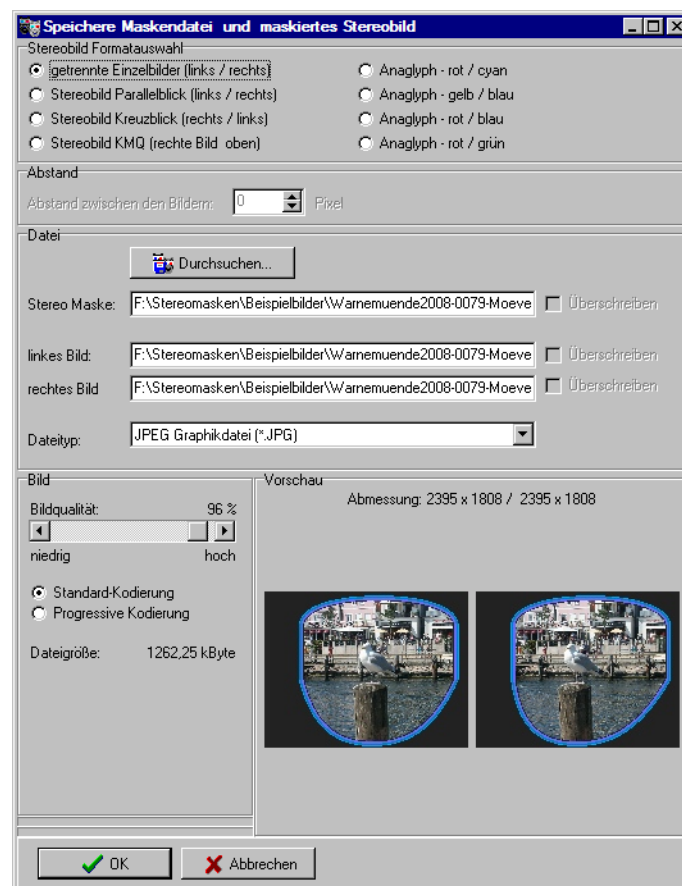 Speichere Maskendatei und maskiertes Stereobild
Stereobild Formatauswahl
getrennte Einzelbilder (links / rechts)
Anaglyph - rot / cyan
Stereobild Parallelblick (links / rechts)
Anaglyph - gelb / blau
Stereobild Kreuzblick (rechts / links)
Anaglyph - rot / blau
Stereobild KMQ (rechte Bild oben)
Anaglyph - rot / grün
Abstand
Abstand zwischen den Bildern: 0 Pixel
Datei
Durchsuchen...
Stereo Maske: F:\Stereomasken\Beispielbilder\Warnemuende2008-0079-Moeve Überschreiben
linkes Bild: F:\Stereomasken\Beispielbilder\Warnemuende2008-0079-Moeve Überschreiben
rechtes Bild F:\Stereomasken\Beispielbilder\Warnemuende2008-0079-Moeve Überschreiben
Dateityp: JPEG Graphikdatei (*.JPG)
Bild
Bildqualität: 96 %
niedrig hoch
Standard-Kodierung
Progressive Kodierung
Dateigröße: 1262,25 kByte
Vorschau
Abmessung: 2395 x 1808 / 2395 x 1808
OK
Abbrechen